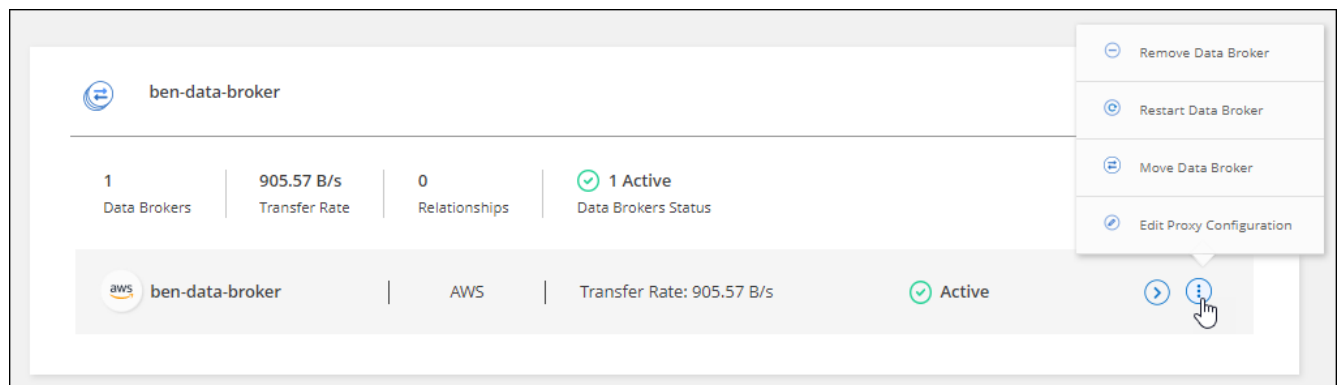 ben-data-broker
Remove Data Broker
Restart Data Broker
Move Data Broker
Edit Proxy Configuration
1
Data Brokers
905.57 B/s
Transfer Rate
0
Relationships
1 Active
Data Brokers Status
aws ben-data-broker AWS Transfer Rate: 905.57 B/s Active